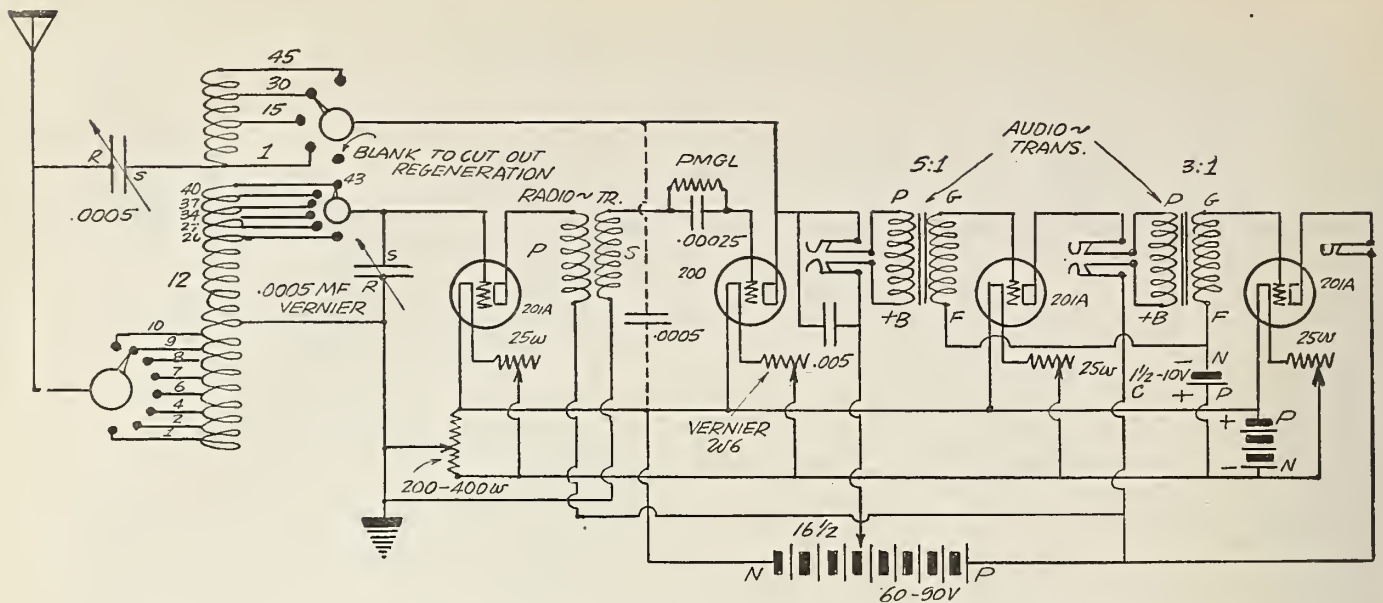 45
30
15
1
BLANK TO CUT OUT
REGENERATION
R
S
.0005
40
37
34
27
26
43
12
10
9
8
7
6
4
2
1
S
R
.0005 MF
VERNIER
RADIO~ TR.
P
S
201A
25W
200-400W
PMGL
.00025
200
.0005
.005
VERNIER
W6
5:1
P
G
+B
F
AUDIO~
TRANS.
201A
25W
3:1
P
G
+B
F
1½-10V
C
-
N
+
P
201A
25W
+
P
-
N
16½
N
P
60-90V